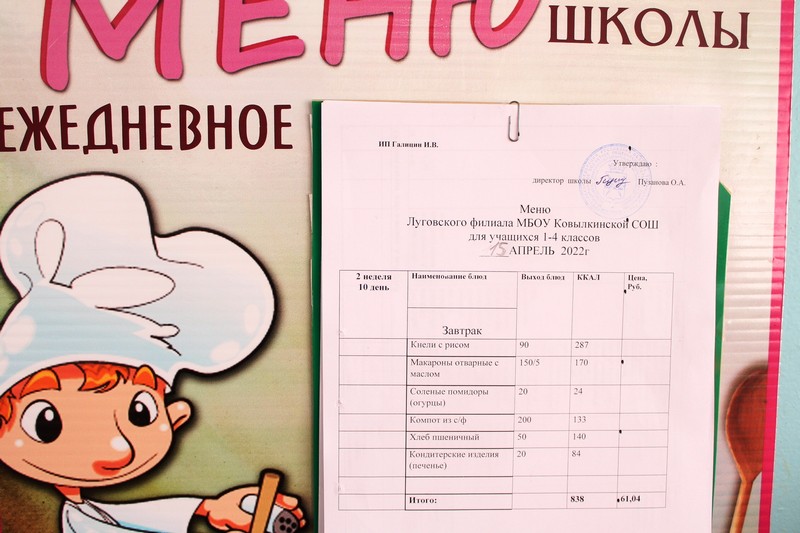 МЕНЮ
ШКОЛЫ
ЕЖЕДНЕВНОЕ
ИП Галицин И.В.
Утверждаю :
директор школы Пузанова О.А.
Меню
Луговского филиала МБОУ Ковылкинской СОШ
для учащихся 1-4 классов
15 АПРЕЛЬ 2022г
2 неделя Наименование блюд Выход блюд ККАЛ Цена,
10 день Руб.
Завтрак
Кнели с рисом 90 287
Макароны отварные с 150/5 170
маслом
Соленые помидоры 20 24
(огурцы)
Компот из с/ф 200 133
Хлеб пшеничный 50 140
Кондитерские изделия 20 84
(печенье)
Итого: 838 61,04